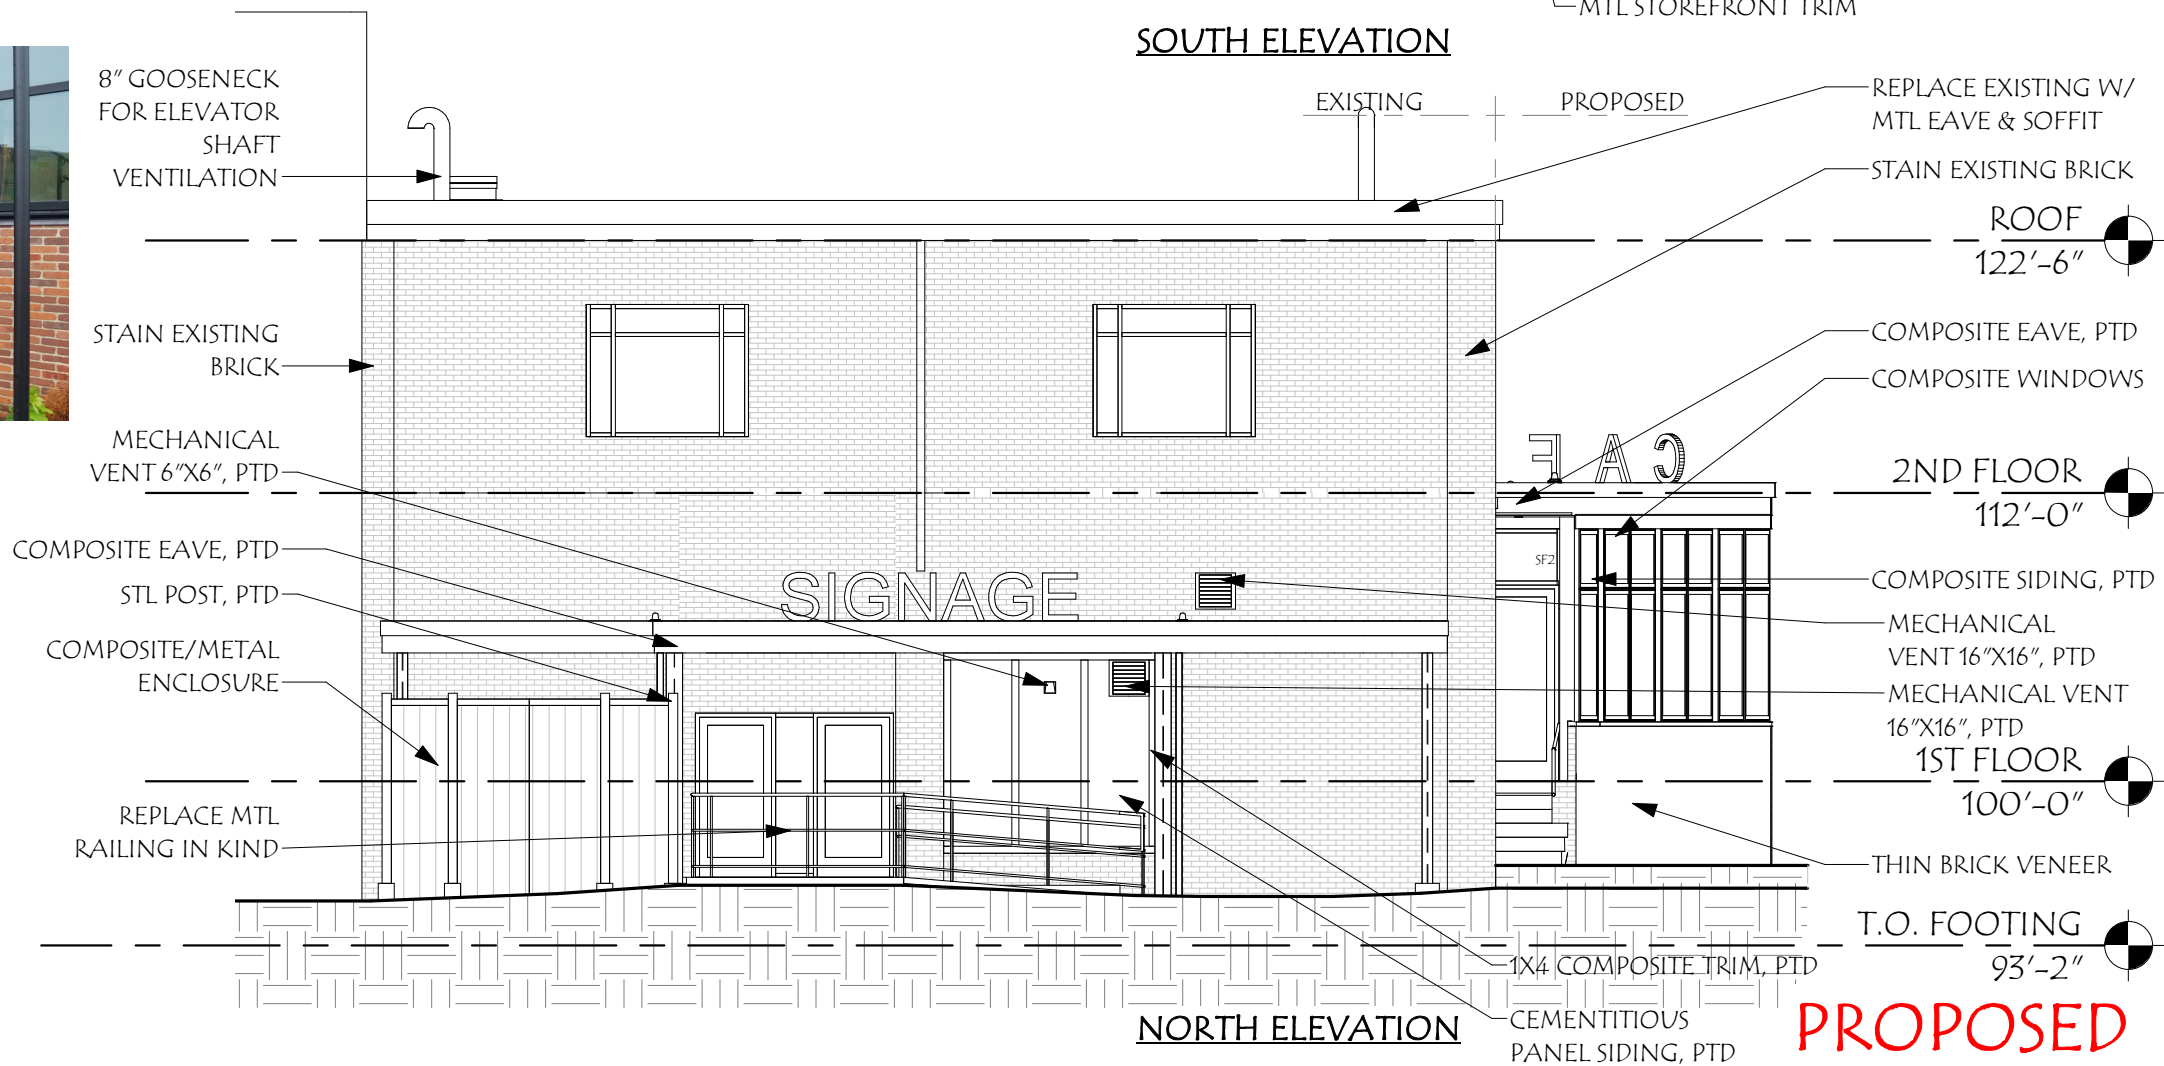 MTL STOREFRONT TRIM
SOUTH ELEVATION
8" GOOSENECK
FOR ELEVATOR
SHAFT
VENTILATION
EXISTING
PROPOSED
REPLACE EXISTING W/
MTL EAVE & SOFFIT
STAIN EXISTING BRICK
ROOF
122'-6"
STAIN EXISTING
BRICK
COMPOSITE EAVE, PTD
COMPOSITE WINDOWS
MECHANICAL
VENT 6"X6", PTD
CAF
2ND FLOOR
112'-0"
COMPOSITE EAVE, PTD
STL POST, PTD
SF2
COMPOSITE SIDING, PTD
SIGNAGE
MECHANICAL
VENT 16"X16", PTD
COMPOSITE/METAL
ENCLOSURE
MECHANICAL VENT
16"X16", PTD
1ST FLOOR
100'-0"
REPLACE MTL
RAILING IN KIND
THIN BRICK VENEER
T.O. FOOTING
93'-2"
1X4 COMPOSITE TRIM, PTD
CEMENTITIOUS
PANEL SIDING, PTD
NORTH ELEVATION
PROPOSED